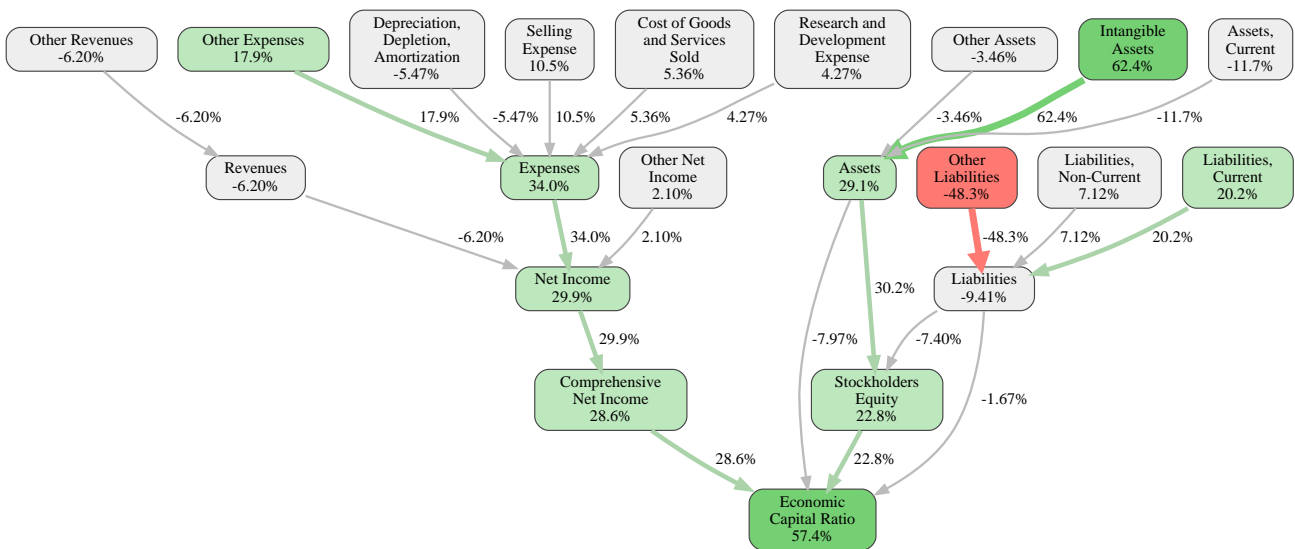 Other Revenues
-6.20%
Other Expenses
17.9%
Depreciation,
Depletion,
Amortization
-5.47%
Selling
Expense
10.5%
Cost of Goods
and Services
Sold
5.36%
Research and
Development
Expense
4.27%
Other Assets
-3.46%
Intangible
Assets
62.4%
Assets,
Current
-11.7%
-6.20%
17.9%
-5.47%
10.5%
5.36%
4.27%
-3.46%
62.4%
-11.7%
Revenues
-6.20%
Expenses
34.0%
Other Net
Income
2.10%
Assets
29.1%
Other
Liabilities
-48.3%
Liabilities,
Non-Current
7.12%
Liabilities,
Current
20.2%
-6.20%
34.0%
2.10%
-48.3%
7.12%
20.2%
Net Income
29.9%
30.2%
Liabilities
-9.41%
29.9%
-7.97%
-7.40%
Comprehensive
Net Income
28.6%
Stockholders
Equity
22.8%
-1.67%
28.6%
22.8%
Economic
Capital Ratio
57.4%